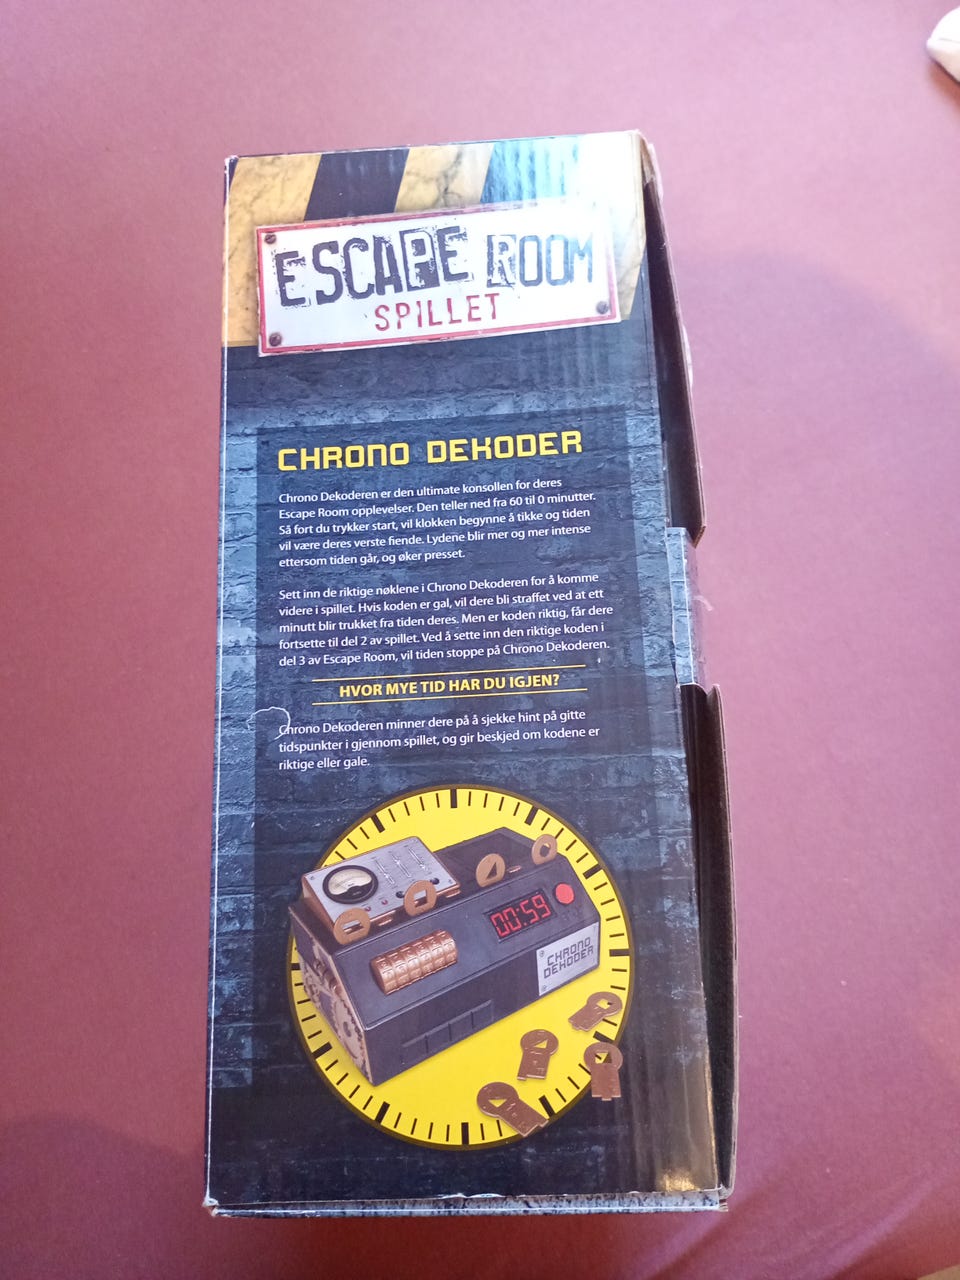 ESCAPE ROOM
SPILLET
CHRONO DEKODER
Chrono Dekoderen er den ultimate konsollen for deres
Escape Room opplevelser. Den teller ned fra 60 til 0 minutter.
Så fort du trykker start, vil klokken begynne å tikke og tiden
vil være deres verste fiende. Lydene blir mer og mer intense
ettersom tiden går, og øker presset.
Sett inn de riktige nøklene i Chrono Dekoderen for å komme
videre i spillet. Hvis koden er gal, vil dere bli straffet ved at ett
minutt blir trukket fra tiden deres. Men er koden riktig, får dere
fortsette til del 2 av spillet. Ved å sette inn den riktige koden i
del 3 av Escape Room, vil tiden stoppe på Chrono Dekoderen.
HVOR MYE TID HAR DU IGJEN?
Chrono Dekoderen minner dere på å sjekke hint på gitte
tidspunkter i gjennom spillet, og gir beskjed om kodene er
riktige eller gale.
00:59
CHRONO
DEKODER